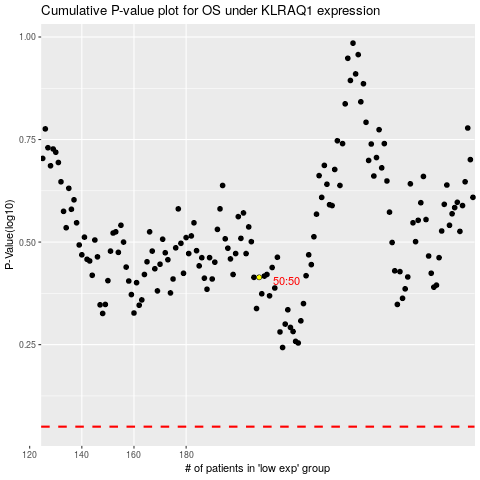 Cumulative P-value plot for OS under KLRAQ1 expression
1.00
0.75
0.50
0.25
P-Value(log10)
50:50
120 140 160 180
# of patients in 'low exp' group